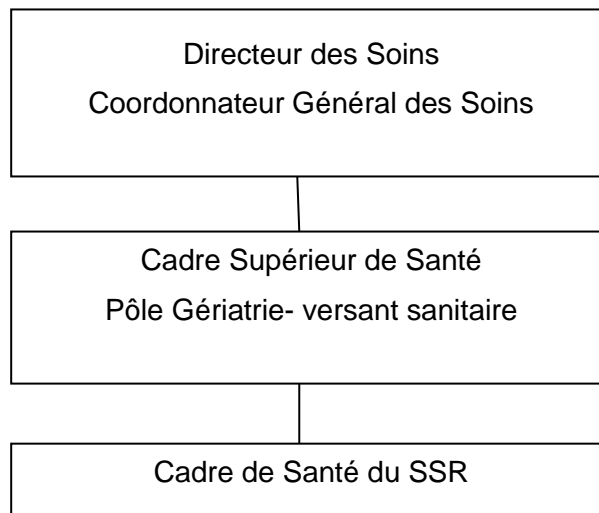 Directeur des Soins
Coordonnateur Général des Soins
Cadre Supérieur de Santé
Pôle Gériatrie- versant sanitaire
Cadre de Santé du SSR